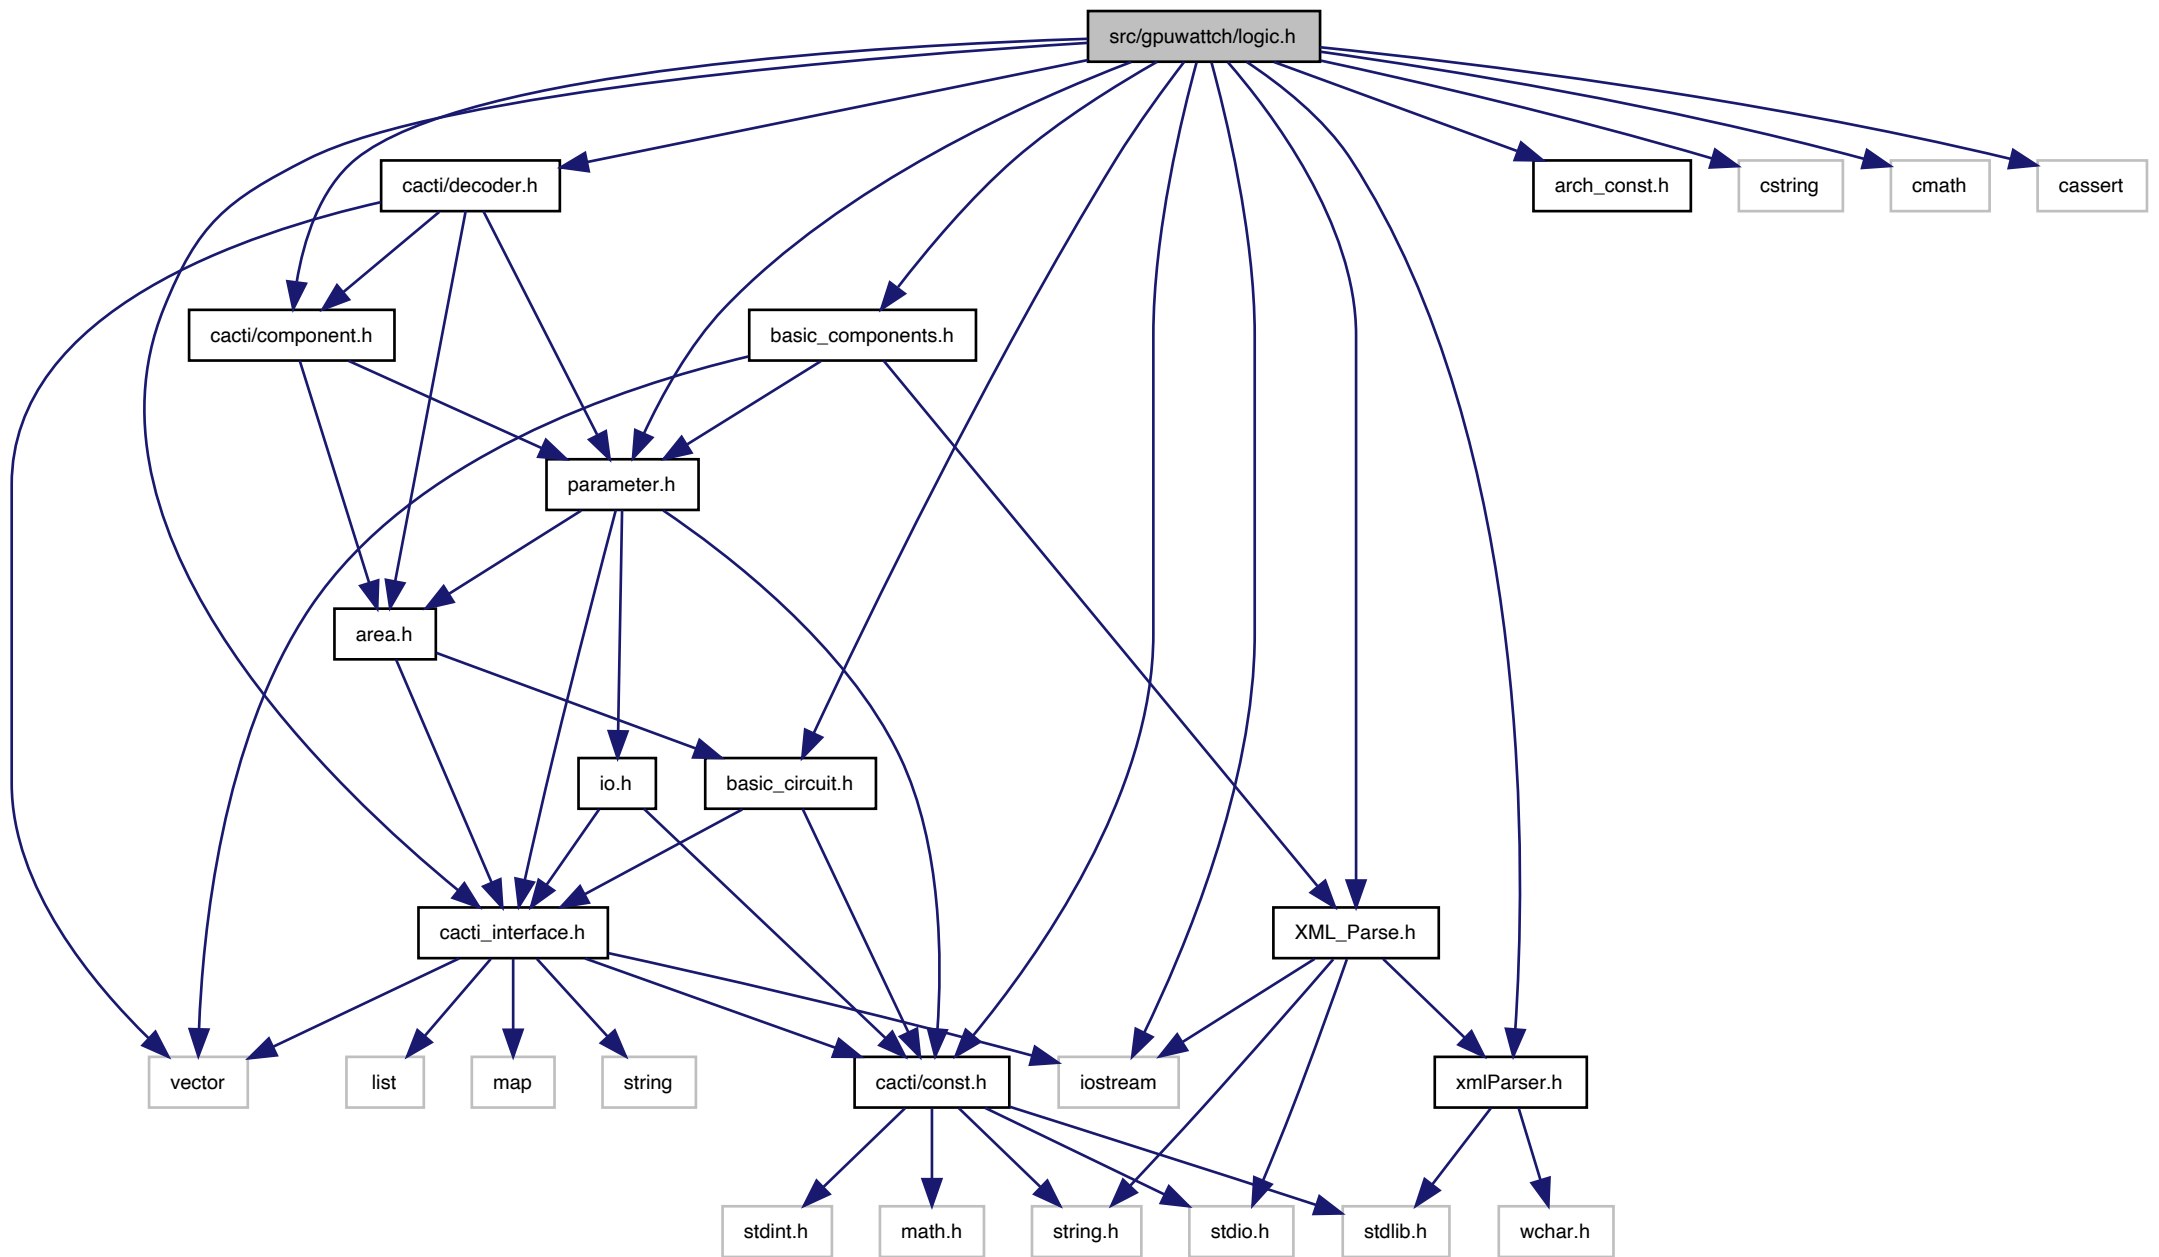 src/gpuwattch/logic.h
cacti/decoder.h
arch_const.h
cstring
cmath
cassert
cacti/component.h
basic_components.h
parameter.h
area.h
io.h
basic_circuit.h
cacti_interface.h
XML_Parse.h
vector
list
map
string
cacti/const.h
iostream
xmlParser.h
stdint.h
math.h
string.h
stdio.h
stdlib.h
wchar.h